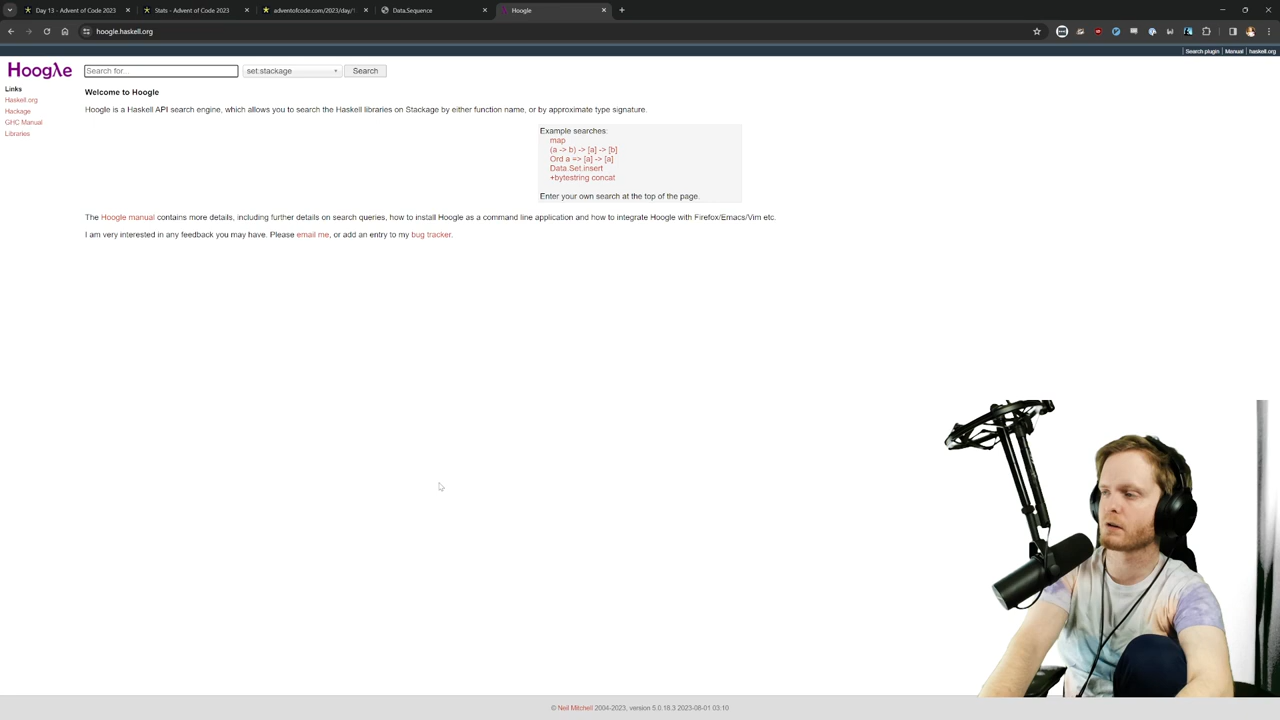 Day 13 - Advent of Code 2023
Stats - Advent of Code 2023
adventofcode.com/2023/day/1
Data.Sequence
Hoogle
hoogle.haskell.org
Search plugin
Manual
haskell.org
Hoogλe
Search for...
set:stackage
Search
Links
Haskell.org
Hackage
GHC Manual
Libraries
Welcome to Hoogle
Hoogle is a Haskell API search engine, which allows you to search the Haskell libraries on Stackage by either function name, or by approximate type signature.
Example searches:
map
(a -> b) -> [a] -> [b]
Ord a => [a] -> [a]
Data.Set.insert
+bytestring concat
Enter your own search at the top of the page.
The Hoogle manual contains more details, including further details on search queries, how to install Hoogle as a command line application and how to integrate Hoogle with Firefox/Emacs/Vim etc.
I am very interested in any feedback you may have. Please email me, or add an entry to my bug tracker.
© Neil Mitchell 2004-2023, version 5.0.18.3 2023-08-01 03:10